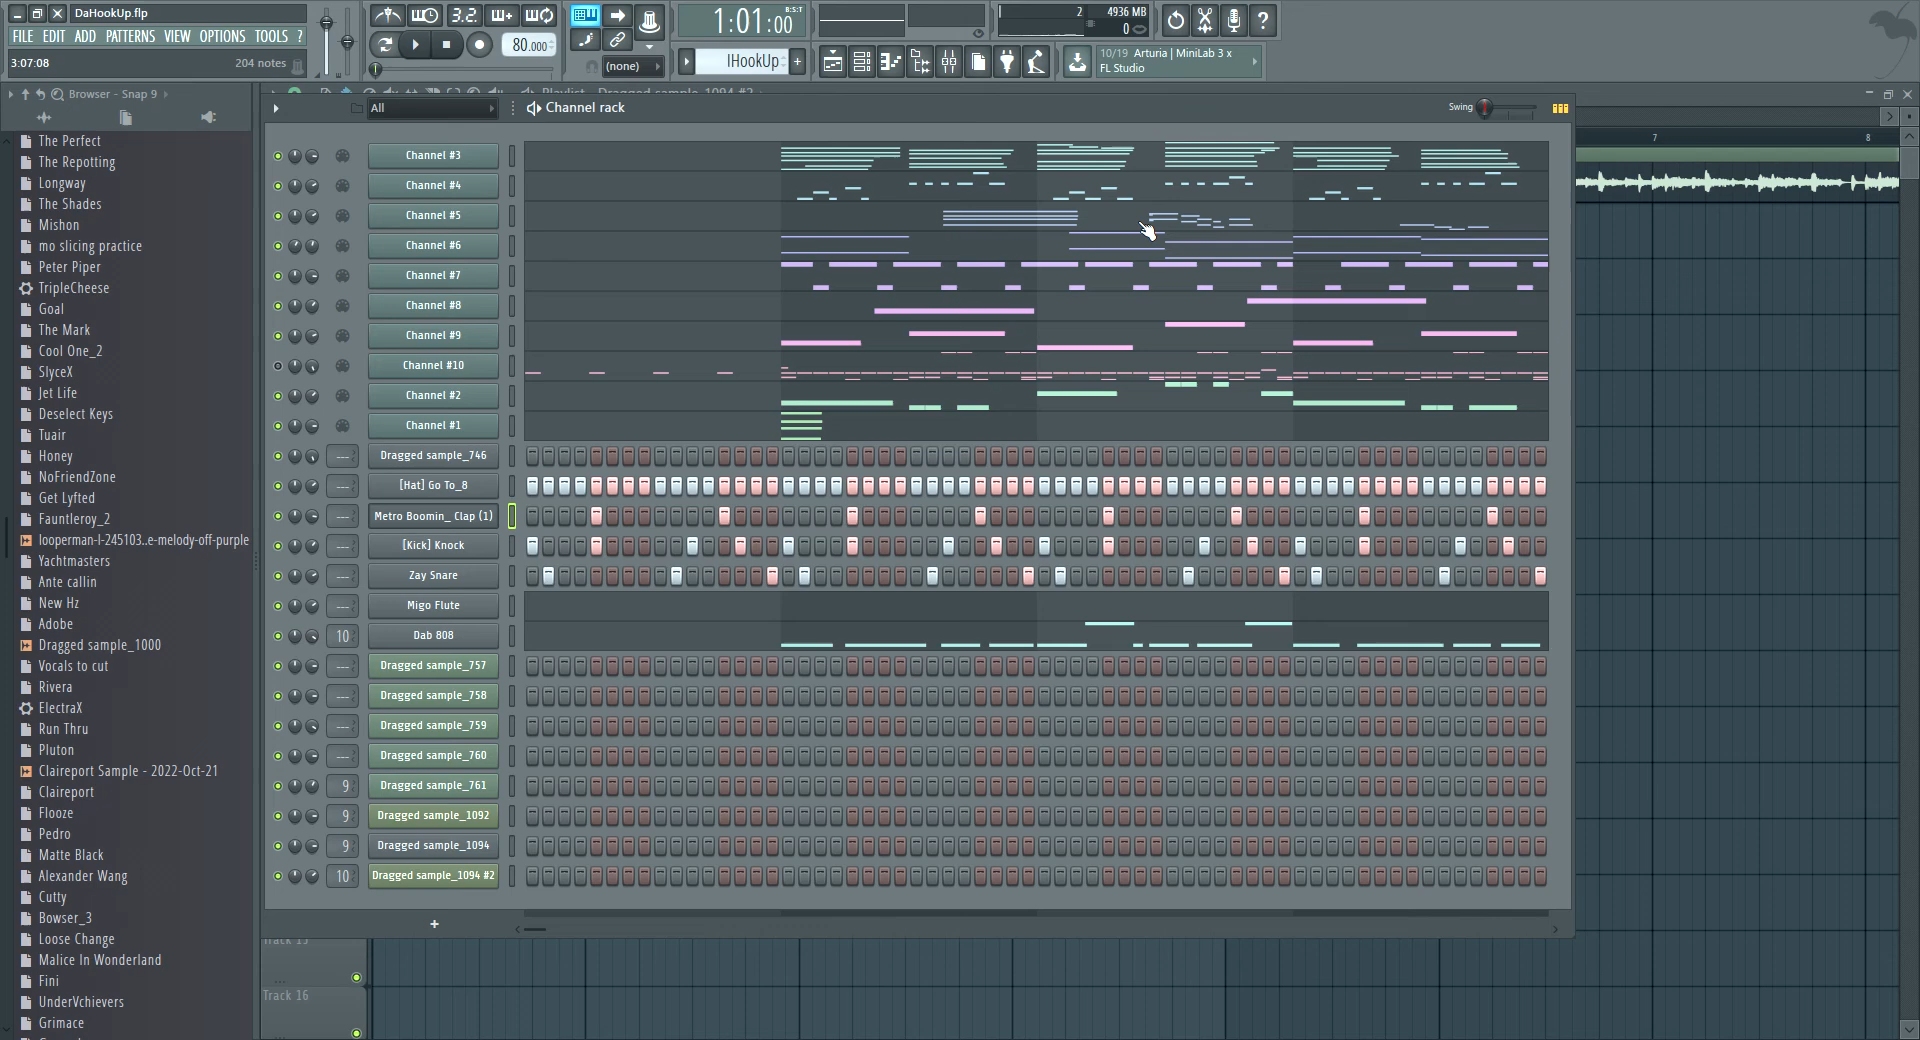 DaHookUp.flp
FILE EDIT ADD PATTERNS VIEW OPTIONS TOOLS ?
3:07:08 204 notes
3.2..
80.000
(none)
1:01:00 B:S:T
IHookUp +
2 4936 MB
0
10/19 Arturia | MiniLab 3 x
FL Studio
Browser - Snap 9
All
Channel rack
Swing
7 8
The Perfect
The Repotting
Longway
The Shades
Mishon
mo slicing practice
Peter Piper
TripleCheese
Goal
The Mark
Cool One_2
SlyceX
Jet Life
Deselect Keys
Tuair
Honey
NoFriendZone
Get Lyfted
Fauntleroy_2
looperman-l-245103..e-melody-off-purple
Yachtmasters
Ante callin
New Hz
Adobe
Dragged sample_1000
Vocals to cut
Rivera
ElectraX
Run Thru
Pluton
Claireport Sample - 2022-Oct-21
Claireport
Flooze
Pedro
Matte Black
Alexander Wang
Cutty
Bowser_3
Loose Change
Malice In Wonderland
Fini
UnderVchievers
Grimace
Channel #3
Channel #4
Channel #5
Channel #6
Channel #7
Channel #8
Channel #9
Channel #10
Channel #2
Channel #1
--- Dragged sample_746
--- [Hat] Go To_8
--- Metro Boomin_ Clap (1)
--- [Kick] Knock
--- Zay Snare
--- Migo Flute
10 Dab 808
--- Dragged sample_757
--- Dragged sample_758
--- Dragged sample_759
--- Dragged sample_760
9 Dragged sample_761
9 Dragged sample_1092
9 Dragged sample_1094
10 Dragged sample_1094 #2
+
Track 15
Track 16